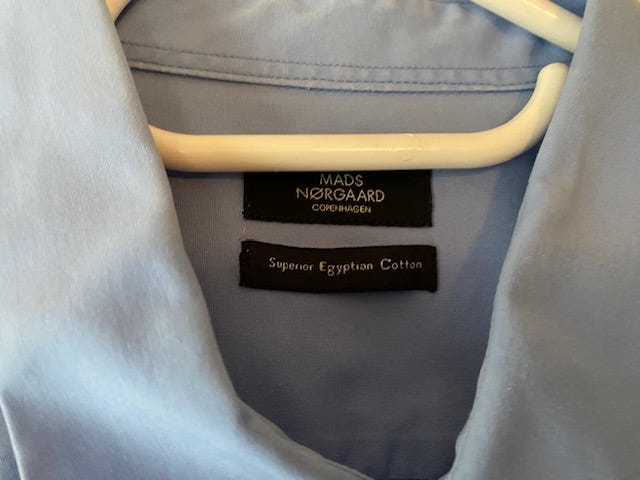 MADS
NØRGAARD
COPENHAGEN
Superior Egyptian Cotton